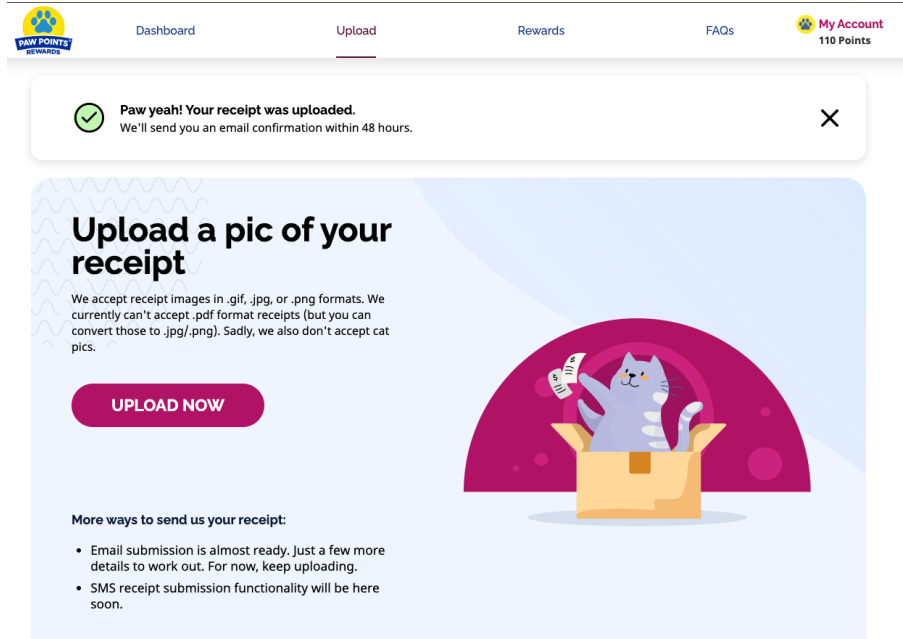 PAW POINTS
REWARDS
Dashboard
Upload
Rewards
FAQs
My Account
110 Points
Paw yeah! Your receipt was uploaded.
We'll send you an email confirmation within 48 hours.
Upload a pic of your
receipt
We accept receipt images in .gif, .jpg, or .png formats. We
currently can't accept .pdf format receipts (but you can
convert those to .jpg/.png). Sadly, we also don't accept cat
pics.
UPLOAD NOW
$
$
More ways to send us your receipt:
• Email submission is almost ready. Just a few more
details to work out. For now, keep uploading.
• SMS receipt submission functionality will be here
soon.